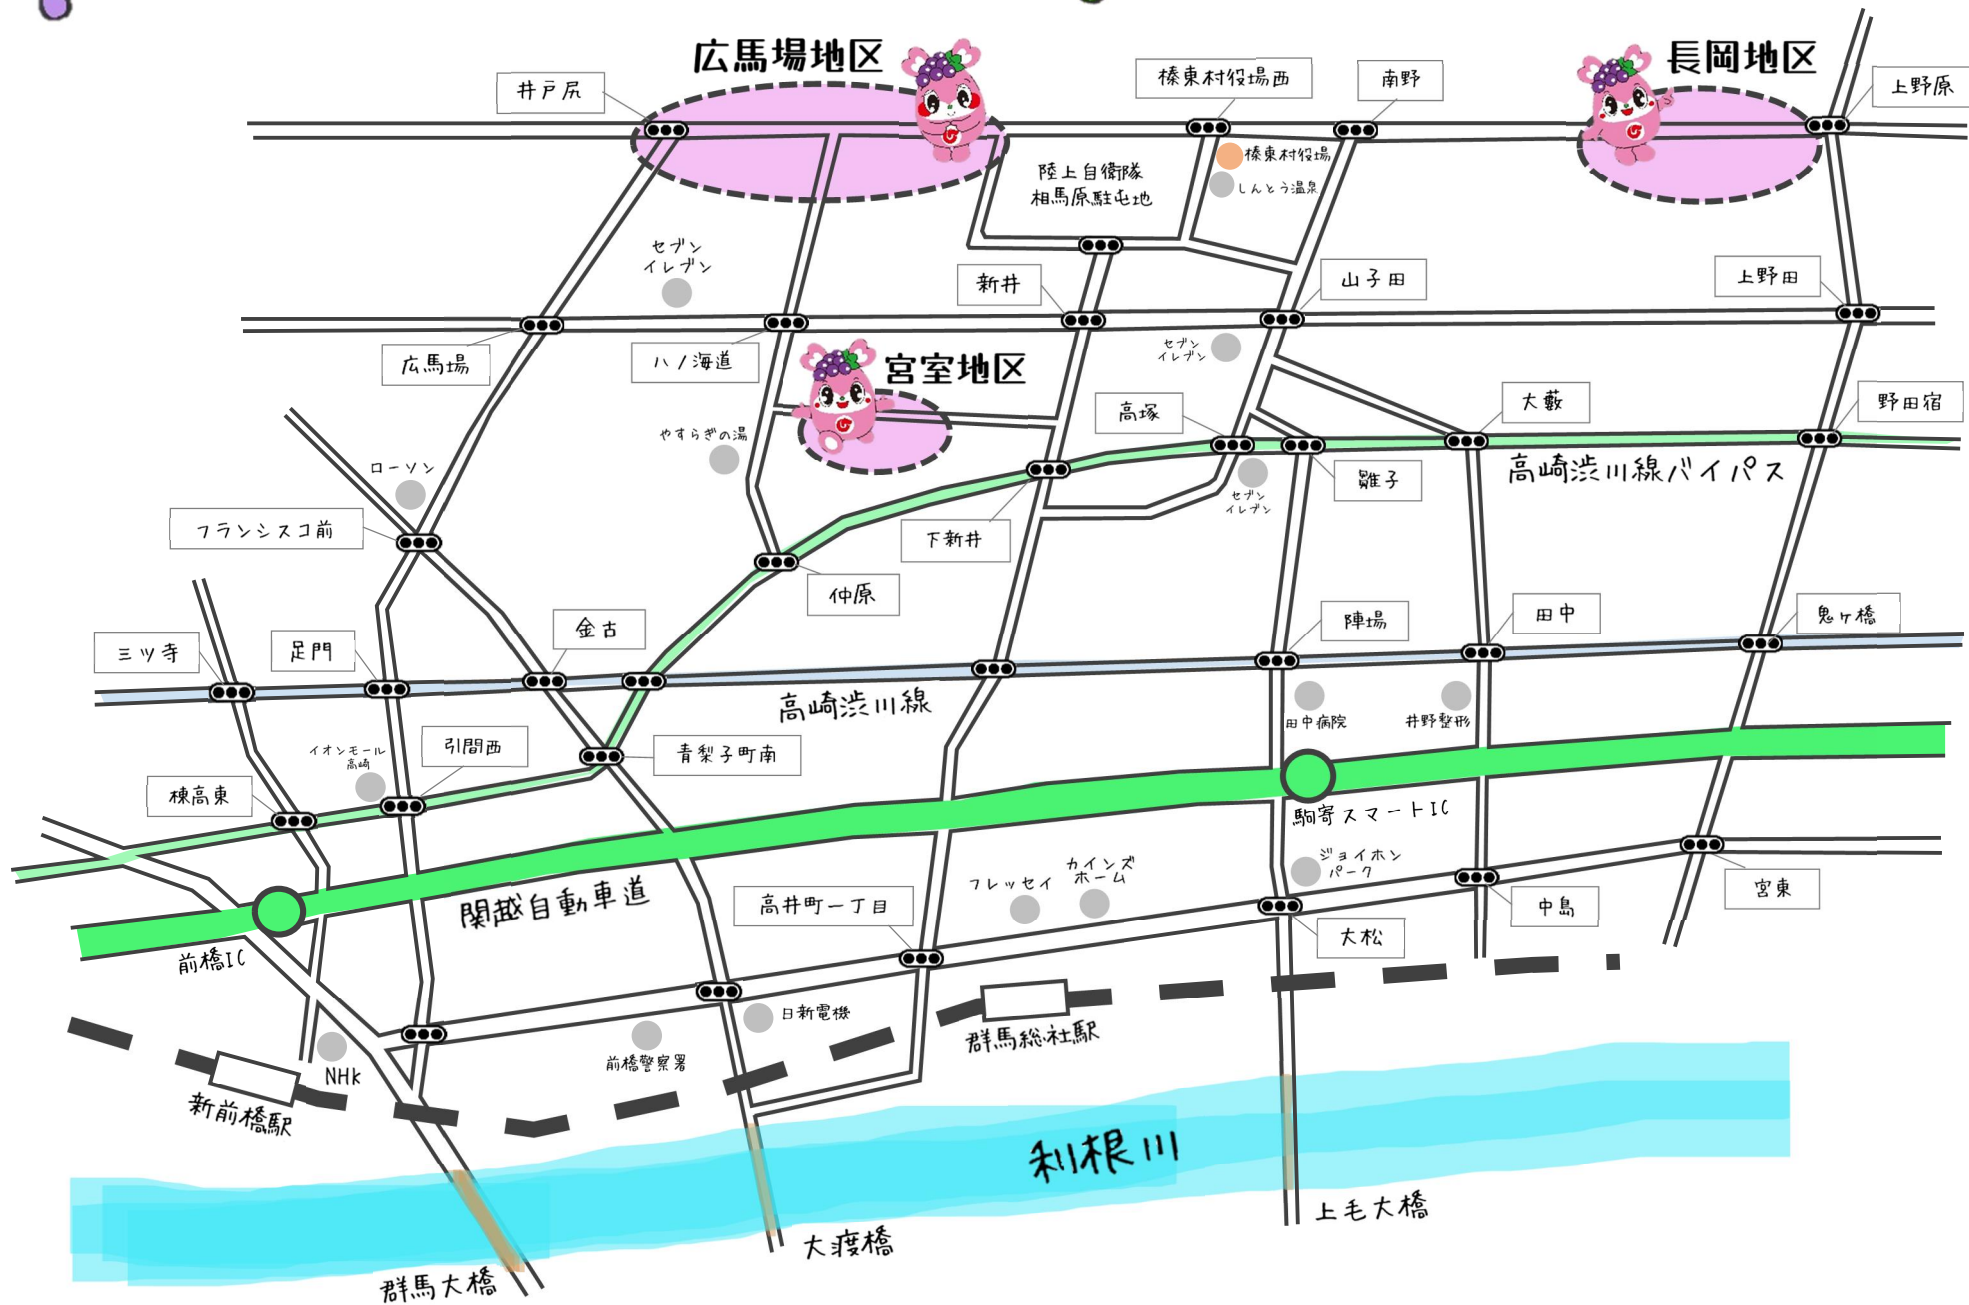 広馬場地区
長岡地区
井戸尻
榛東村役場西
南野
上野原
榛東村役場
しんとう温泉
陸上自衛隊
相馬原駐屯地
セブン
イレブン
新井
山子田
上野田
広馬場
八ノ海道
セブン
イレブン
宮室地区
高塚
大藪
野田宿
やすらぎの湯
ローソン
雛子
高崎渋川線バイパス
セブン
イレブン
フランシスコ前
下新井
仲原
金古
陣場
田中
鬼ヶ橋
三ツ寺
足門
高崎渋川線
田中病院
井野整形
イオンモール
高崎
引間西
青梨子町南
棟高東
駒寄スマートIC
ジョイホン
パーク
カインズ
ホーム
フレッセイ
関越自動車道
高井町一丁目
宮東
中島
大松
前橋IC
日新電機
群馬総社駅
前橋警察署
NHK
新前橋駅
利根川
上毛大橋
大渡橋
群馬大橋